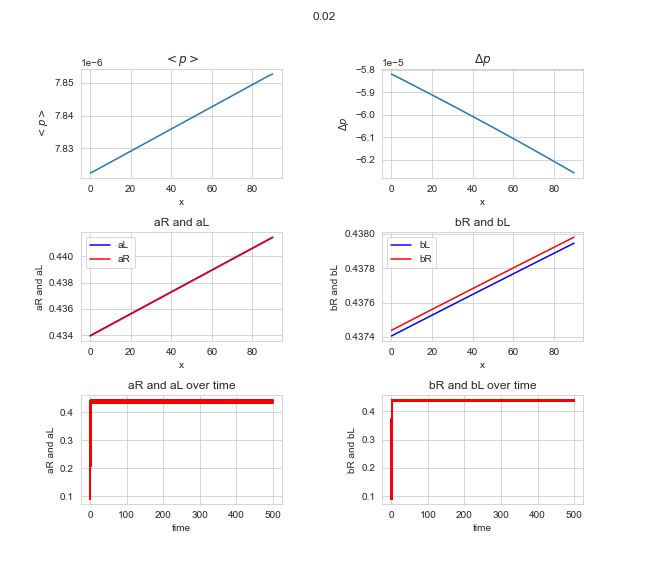 0.02
< p >
1e−6
7.85
7.84
7.83
< p >
0 20 40 60 80
x
Δp
1e−5
−5.8
−5.9
−6.0
−6.1
−6.2
Δp
0 20 40 60 80
x
aR and aL
aL
aR
0.440
0.438
0.436
0.434
aR and aL
0 20 40 60 80
x
bR and bL
bL
bR
0.4380
0.4378
0.4376
0.4374
bR and bL
0 20 40 60 80
x
aR and aL over time
0.4
0.3
0.2
0.1
aR and aL
0 100 200 300 400 500
time
bR and bL over time
0.4
0.3
0.2
0.1
bR and bL
0 100 200 300 400 500
time